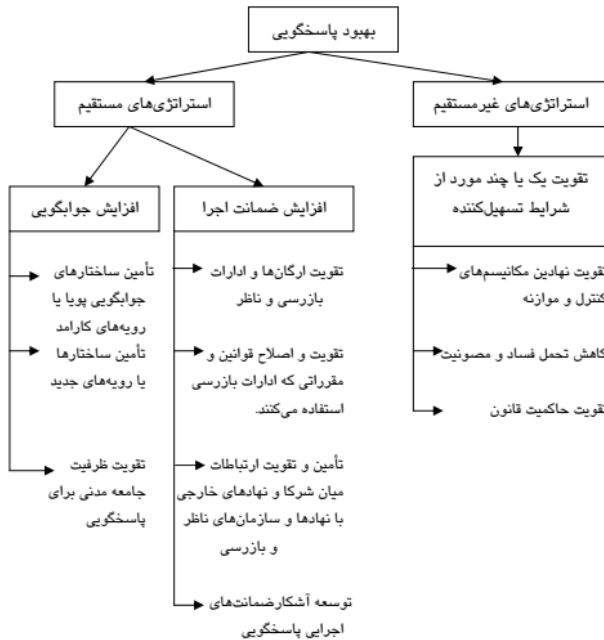 بهبود پاسخگویی
استراتژی‌های غیرمستقیم
استراتژی‌های مستقیم
تقویت یک یا چند مورد از
شرایط تسهیل‌کننده
تقویت نهادین مکانیسم‌های
کنترل و موازنه
کاهش تحمل فساد و مصونیت
تقویت حاکمیت قانون
افزایش ضمانت اجرا
تقویت ارگان‌ها و ادارات
بازرسی و ناظر
تقویت و اصلاح قوانین و
مقرراتی که ادارات بازرسی
استفاده می‌کنند.
تأمین و تقویت ارتباطات
میان شرکا و نهادهای خارجی
با نهادها و سازمان‌های ناظر
و بازرسی
توسعه آشکارضمانت‌های
اجرایی پاسخگویی
افزایش جوابگویی
تأمین ساختارهای
جوابگویی پویا یا
رویه‌های کارامد
تأمین ساختارها
یا رویه‌های جدید
تقویت ظرفیت
جامعه مدنی برای
پاسخگویی